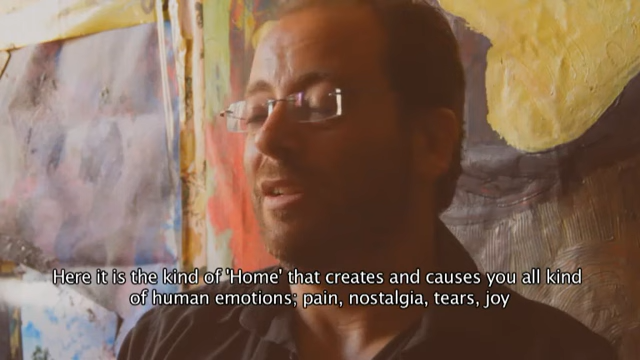 Here it is the kind of 'Home' that creates and causes you all kind
of human emotions; pain, nostalgia, tears, joy